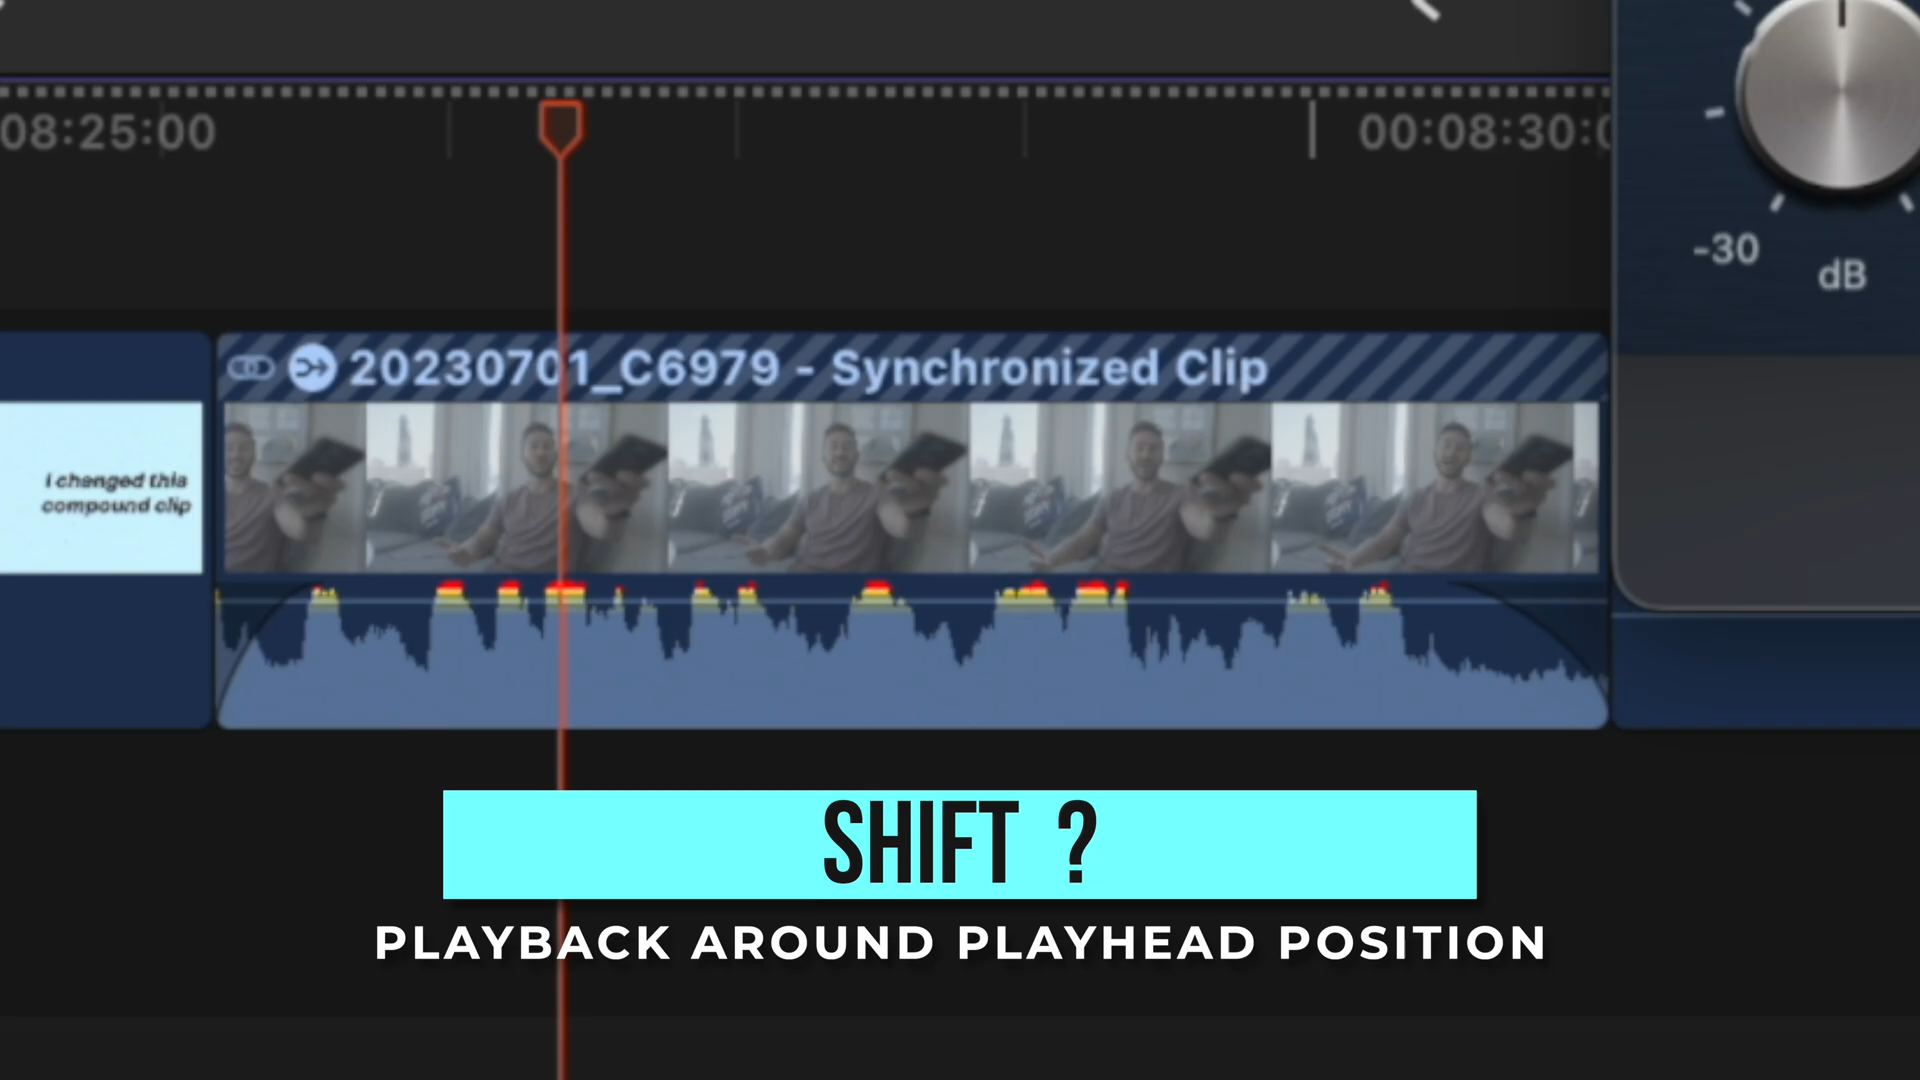 08:25:00
00:08:30:0
-30
dB
20230701_C6979 - Synchronized Clip
I changed this
compound clip
SHIFT ?
PLAYBACK AROUND PLAYHEAD POSITION